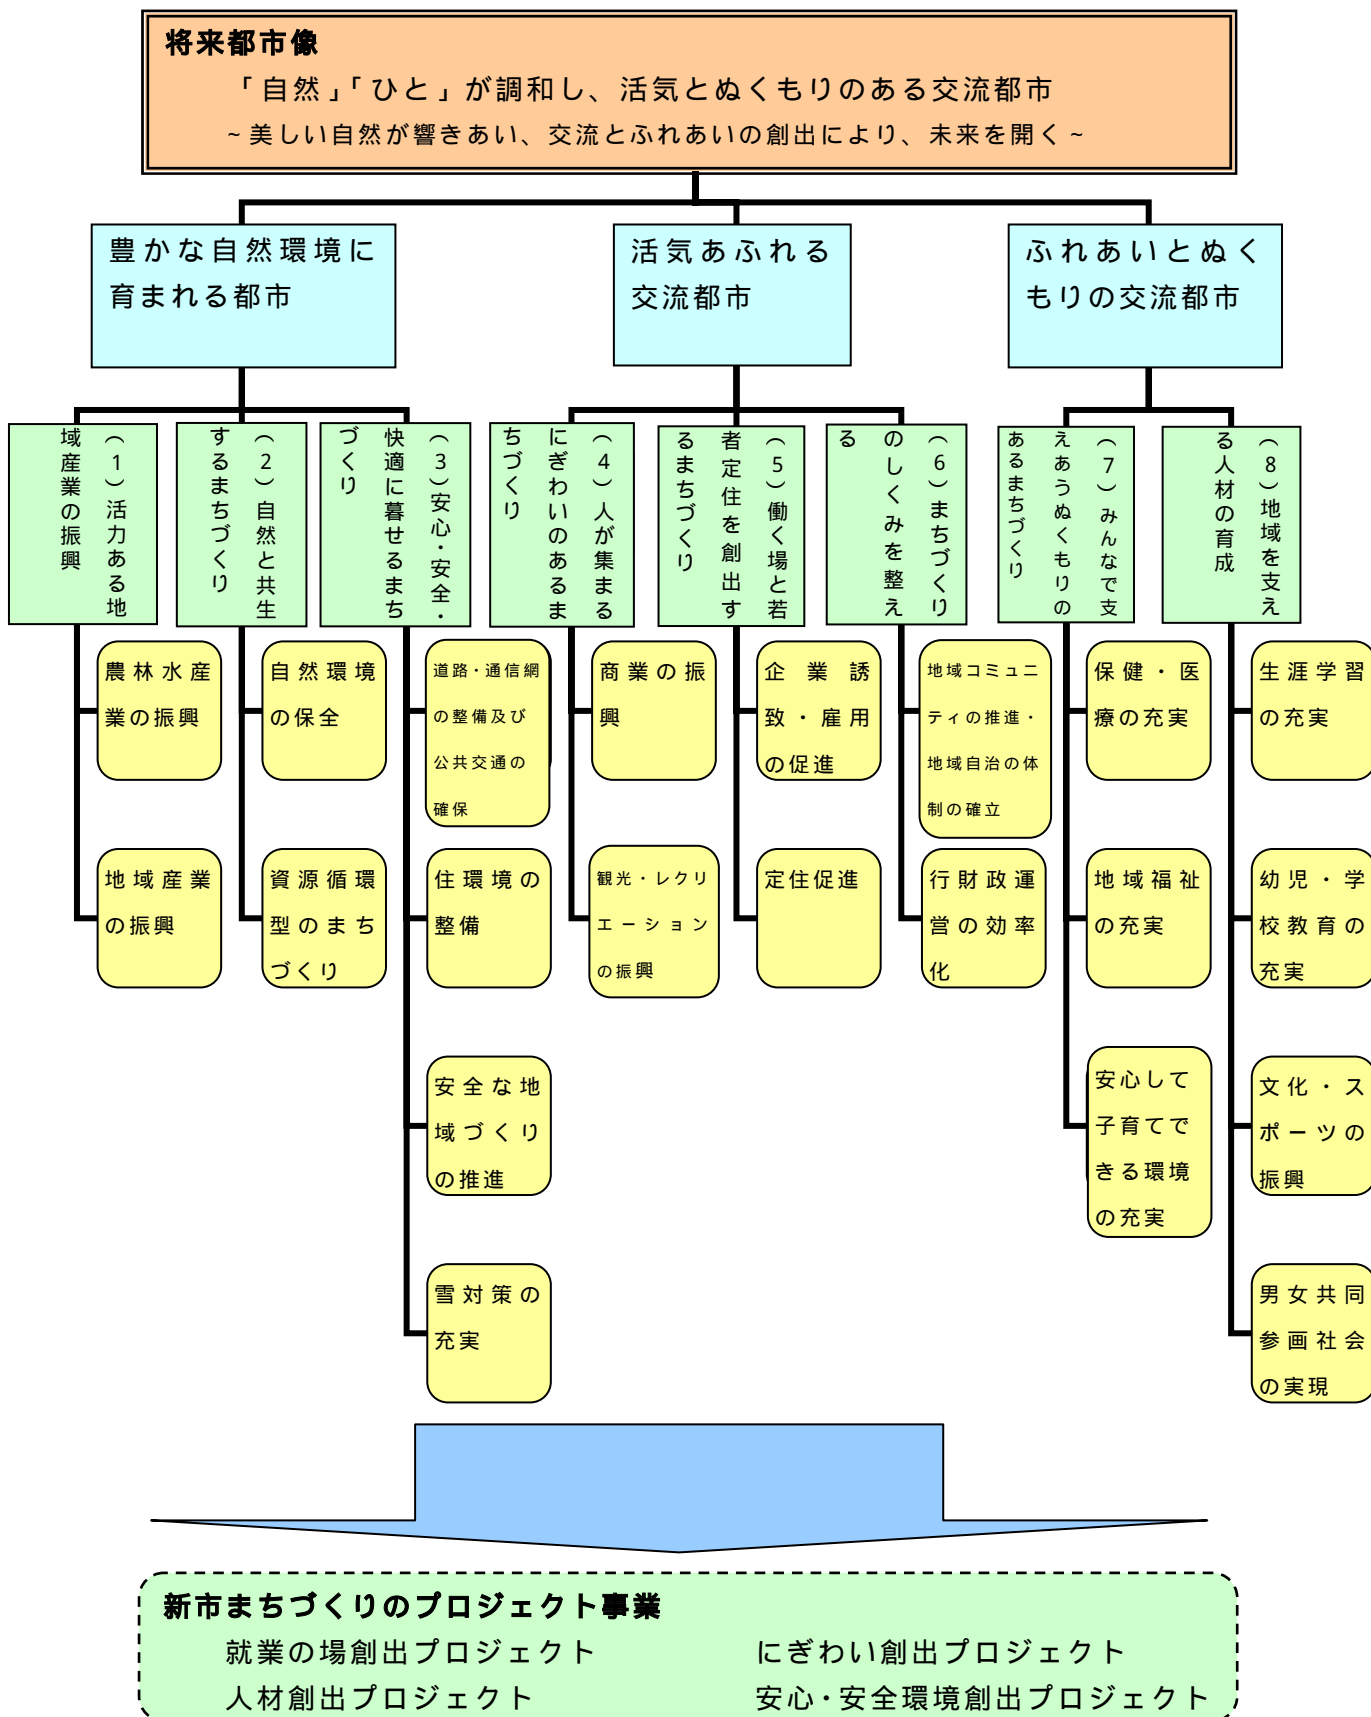 将来都市像
「自然」「ひと」が調和し、活気とぬくもりのある交流都市
~美しい自然が響きあい、交流とふれあいの創出により、未来を開く~
豊かな自然環境に
育まれる都市
活気あふれる
交流都市
ふれあいとぬく
もりの交流都市
(1)活力ある地
域産業の振興
(2)自然と共生
するまちづくり
(3)安心・安全・
快適に暮せるまち
づくり
(4)人が集まる
にぎわいのあるま
ちづくり
(5)働く場と若
者定住を創出す
るまちづくり
(6)まちづくり
のしくみを整え
る
(7)みんなで支
えあうぬくもりの
あるまちづくり
(8)地域を支え
る人材の育成
農林水産
業の振興
地域産業
の振興
自然環境
の保全
資源循環
型のまち
づくり
道路・通信網
の整備及び
公共交通の
確保
住環境の
整備
安全な地
域づくり
の推進
雪対策の
充実
商業の振
興
観光・レクリ
エーション
の振興
企業誘
致・雇用
の促進
定住促進
地域コミュニ
ティの推進・
地域自治の体
制の確立
行財政運
営の効率
化
保健・医
療の充実
地域福祉
の充実
安心して
子育てで
きる環境
の充実
生涯学習
の充実
幼児・学
校教育の
充実
文化・ス
ポーツの
振興
男女共同
参画社会
の実現
新市まちづくりのプロジェクト事業
就業の場創出プロジェクト
にぎわい創出プロジェクト
人材創出プロジェクト
安心・安全環境創出プロジェクト